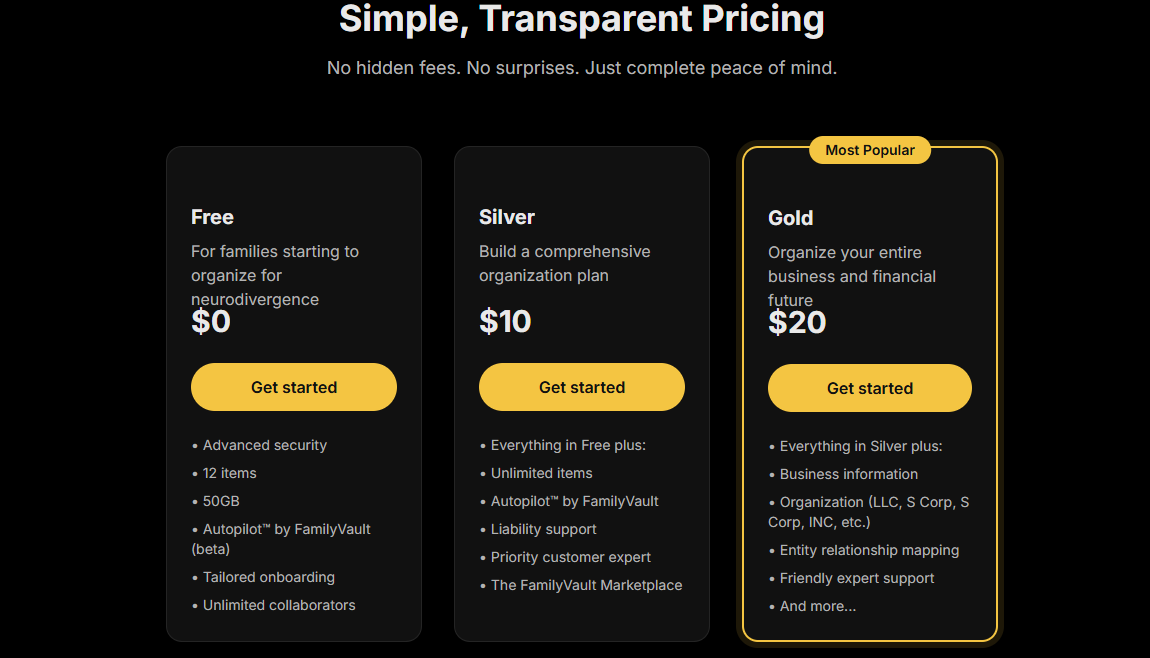 Simple, Transparent Pricing
No hidden fees. No surprises. Just complete peace of mind.
Free
For families starting to
organize for
neurodivergence
$0
Get started
• Advanced security
• 12 items
• 50GB
• Autopilot™ by FamilyVault
(beta)
• Tailored onboarding
• Unlimited collaborators
Silver
Build a comprehensive
organization plan
$10
Get started
• Everything in Free plus:
• Unlimited items
• Autopilot™ by FamilyVault
• Liability support
• Priority customer expert
• The FamilyVault Marketplace
Most Popular
Gold
Organize your entire
business and financial
future
$20
Get started
• Everything in Silver plus:
• Business information
• Organization (LLC, S Corp, S
Corp, INC, etc.)
• Entity relationship mapping
• Friendly expert support
• And more...